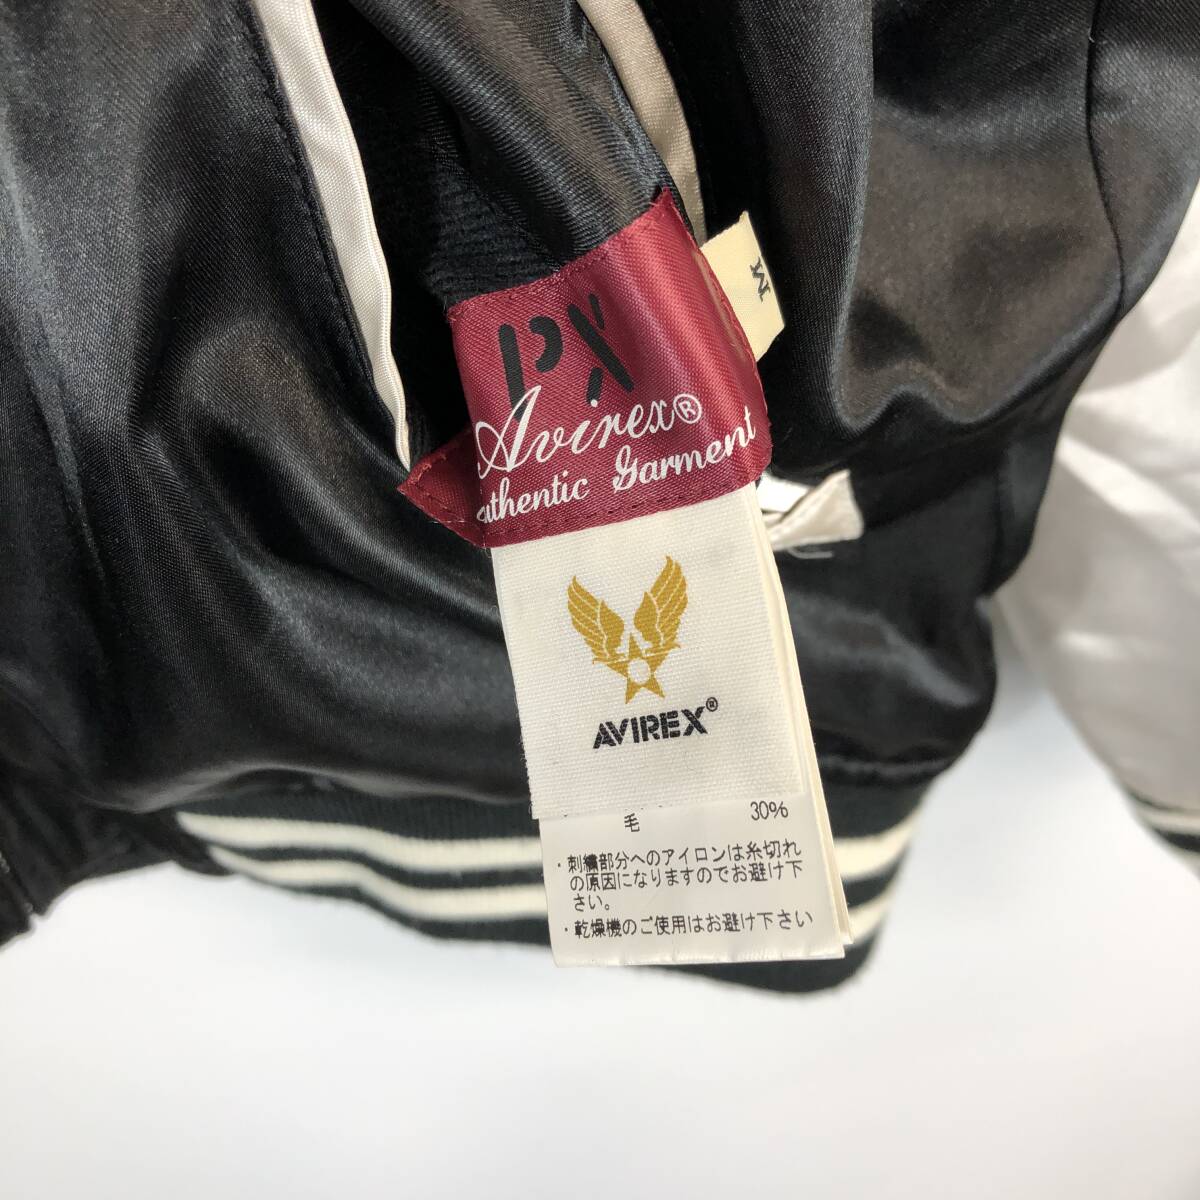 PX
Avirex®
Authentic Garment
M
AVIREX®
毛 30%
・刺繍部分へのアイロンは糸切れ
の原因になりますのでお避け下
さい。
・乾燥機のご使用はお避け下さい